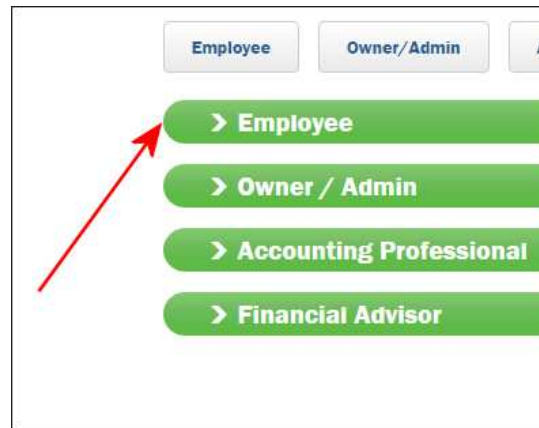 Employee
Owner/Admin
Employee
Owner / Admin
Accounting Professional
Financial Advisor